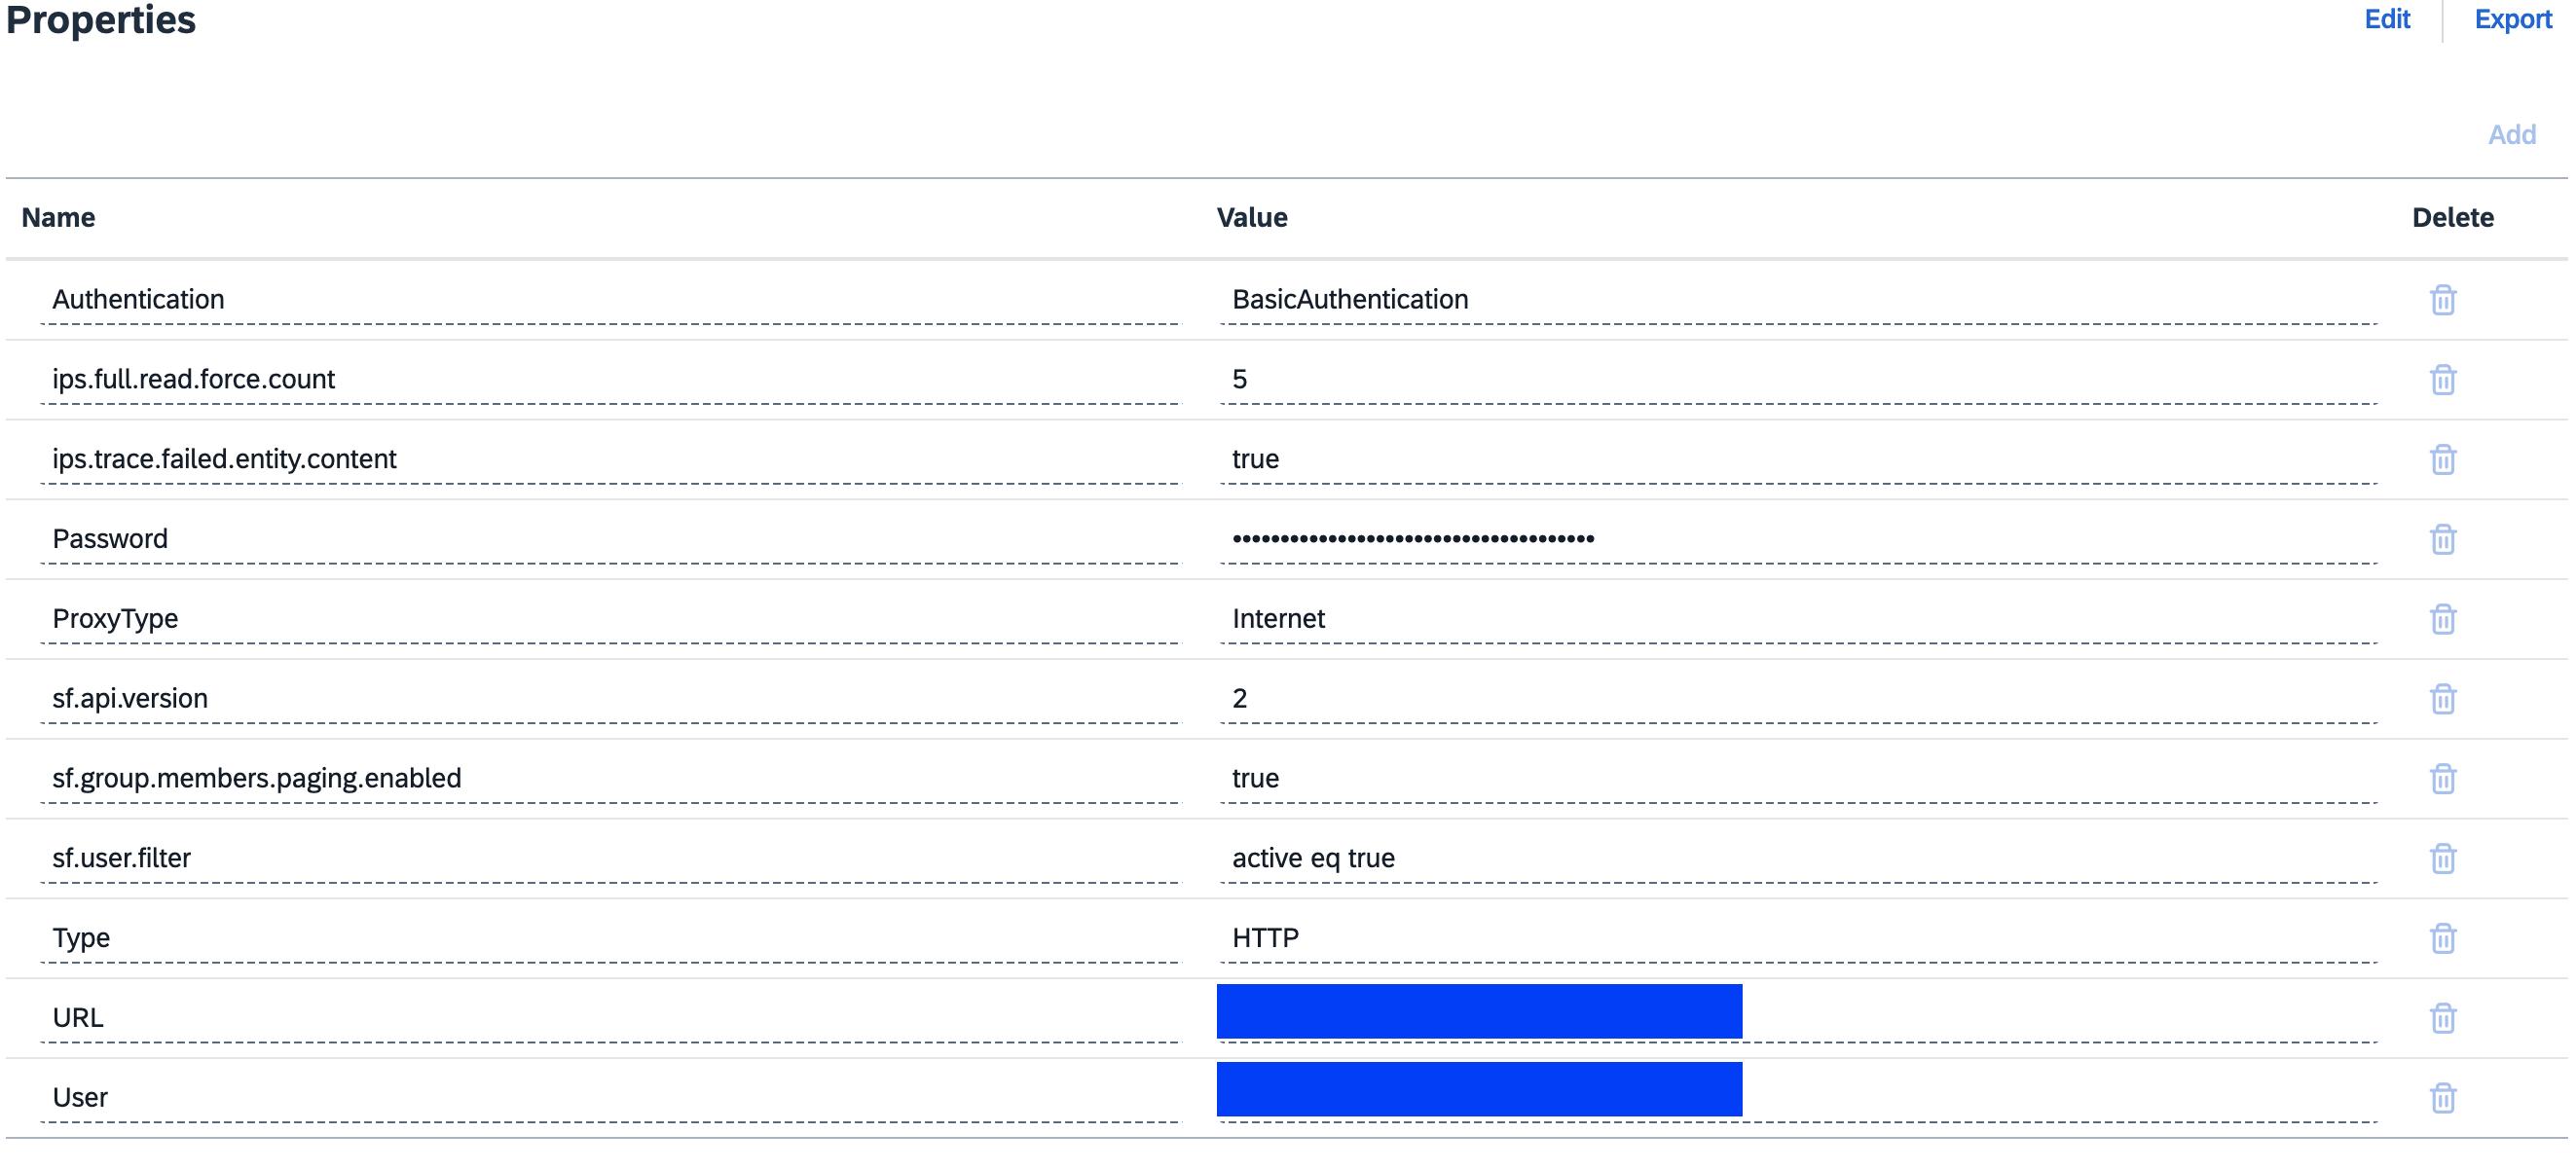 Properties
Edit Export
Add
Name Value Delete
Authentication BasicAuthentication
ips.full.read.force.count 5
ips.trace.failed.entity.content true
Password ••••••••••••••••••••••••••••••••••••••
ProxyType Internet
sf.api.version 2
sf.group.members.paging.enabled true
sf.user.filter active eq true
Type HTTP
URL
User